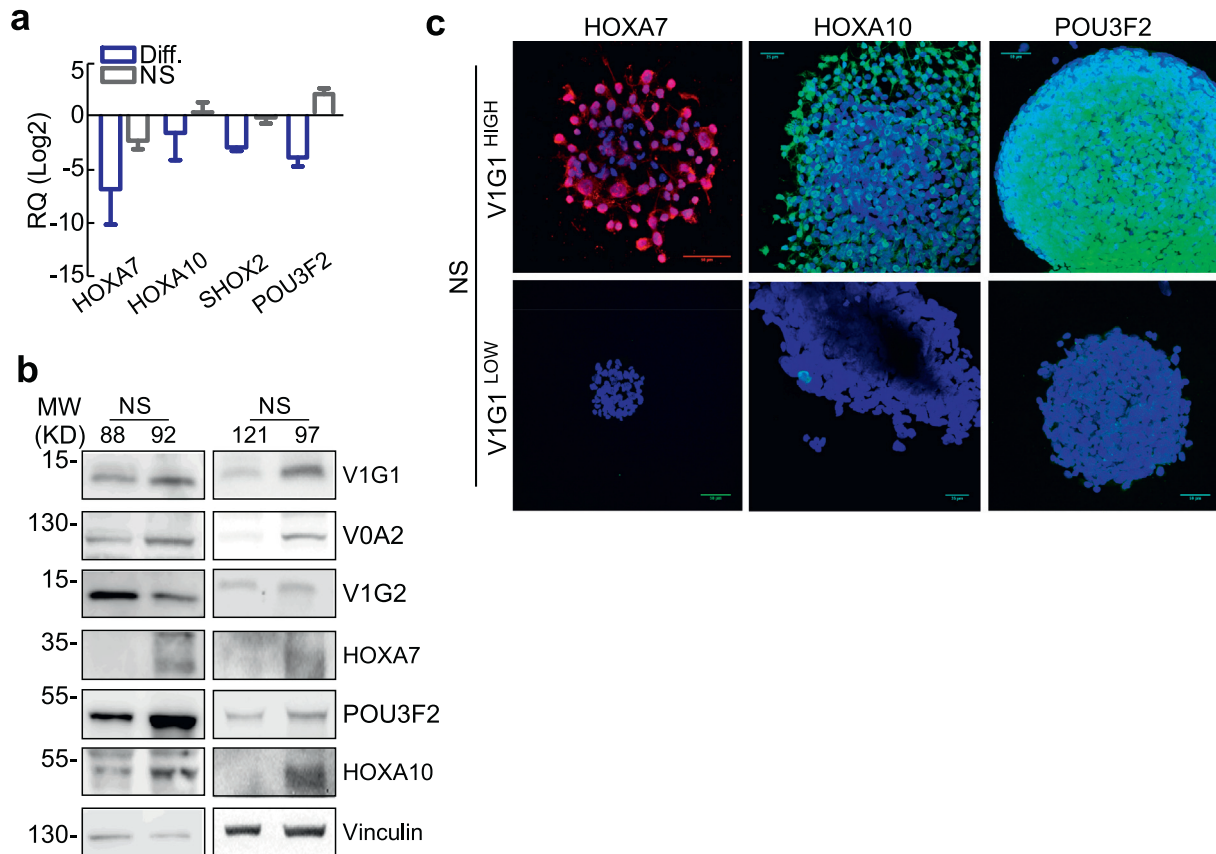 a
Diff.
NS
5
0
-5
-10
-15
RQ (Log2)
HOXA7
HOXA10
SHOX2
POU3F2
b
MW
(KD)
NS
88 92
NS
121 97
15-
V1G1
130-
V0A2
15-
V1G2
35-
HOXA7
55-
POU3F2
55-
HOXA10
130-
Vinculin
c
HOXA7 HOXA10 POU3F2
NS
V1G1 HIGH
V1G1 LOW